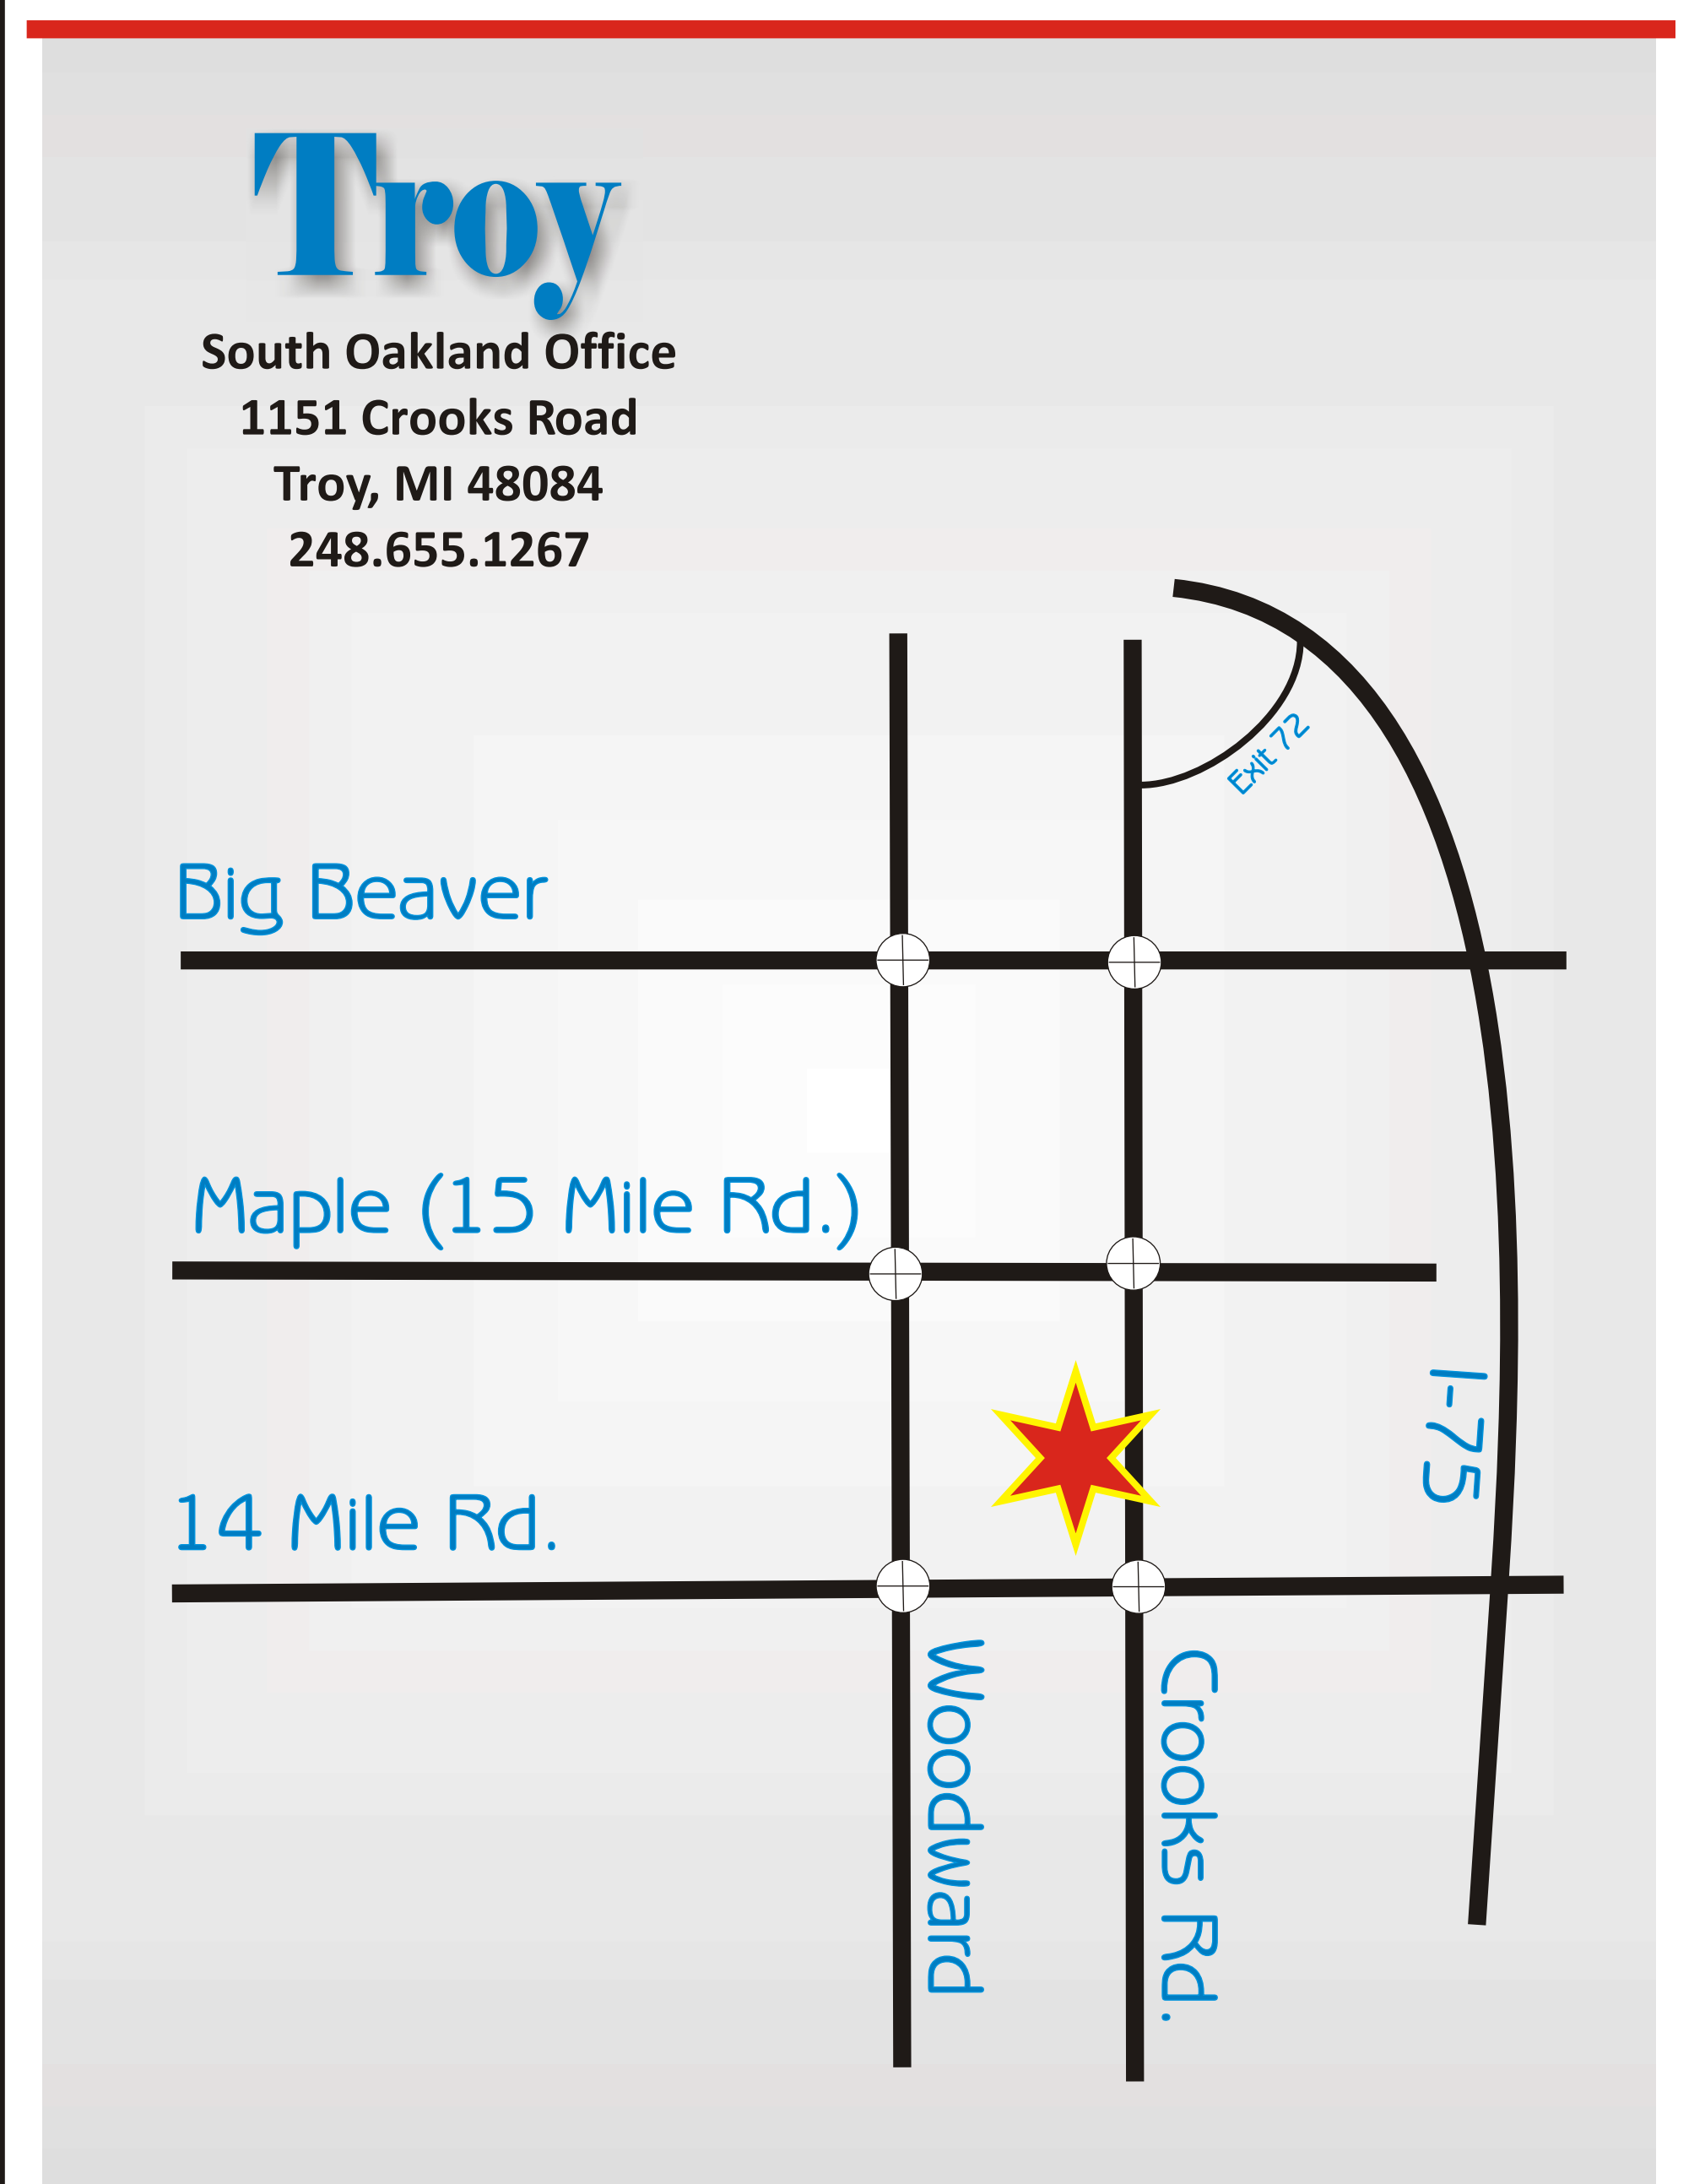 Troy
South Oakland Office
1151 Crooks Road
Troy, MI 48084
248.655.1267
Exit 72
Big Beaver
Maple (15 Mile Rd.)
I-75
14 Mile Rd.
Woodward
Crooks Rd.